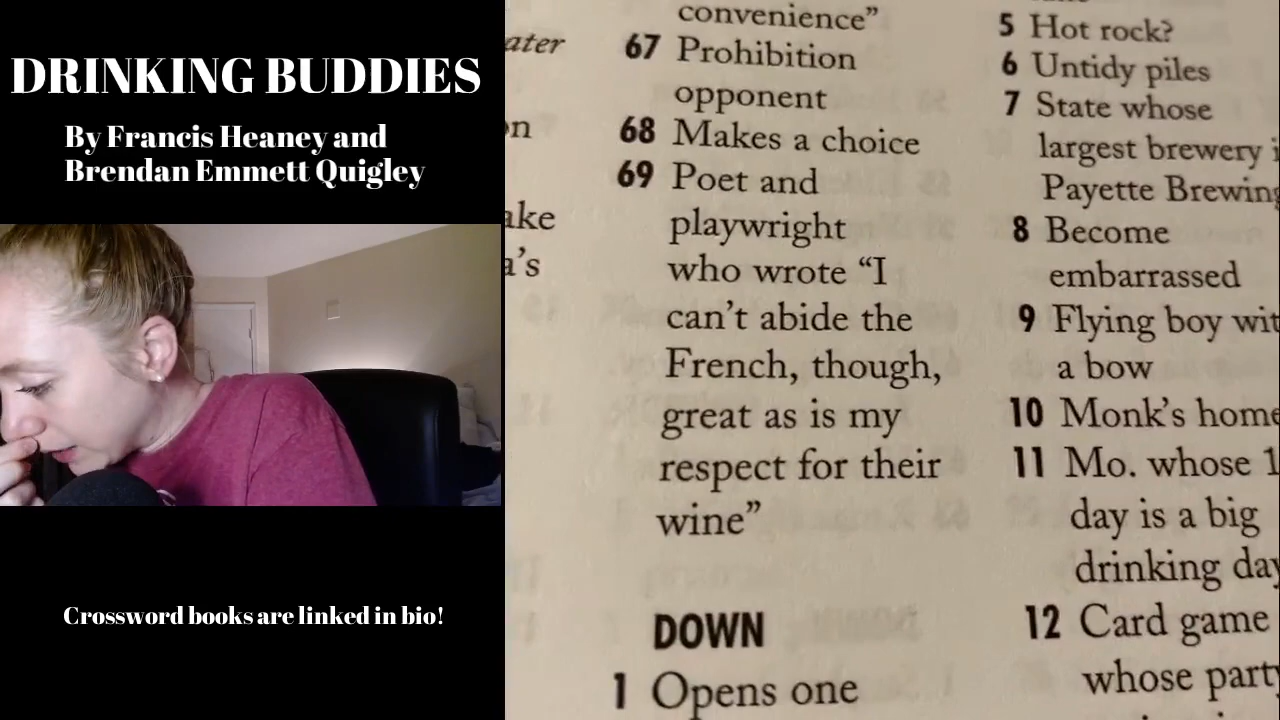 DRINKING BUDDIES
By Francis Heaney and
Brendan Emmett Quigley
Crossword books are linked in bio!
ake
convenience”
67 Prohibition
opponent
68 Makes a choice
69 Poet and
playwright
who wrote “I
can’t abide the
French, though,
great as is my
respect for their
wine”
DOWN
1 Opens one
5 Hot rock?
6 Untidy piles
7 State whose
largest brewery
Payette Brewing
8 Become
embarrassed
9 Flying boy
a bow
10 Monk’s home
11 Mo. whose
day is a big
drinking day
12 Card game
whose party